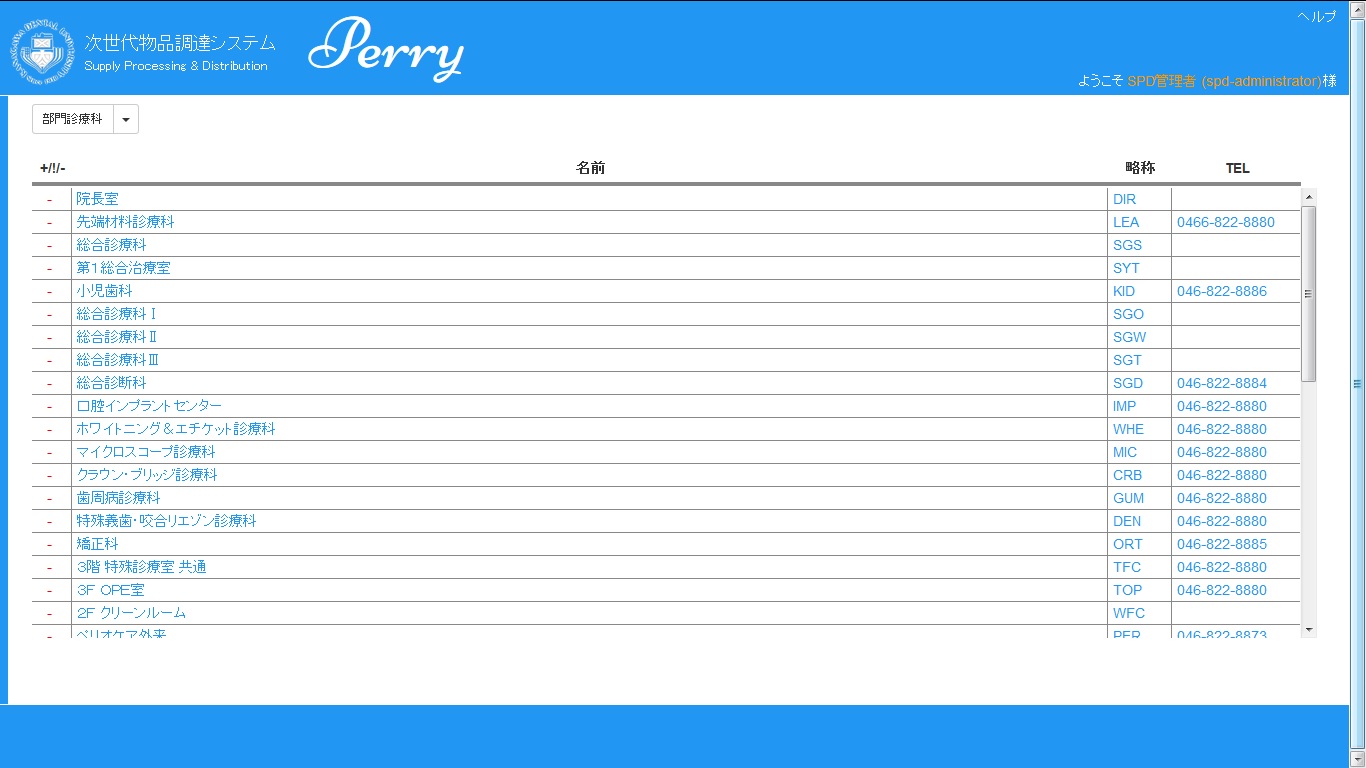 ヘルプ
次世代物品調達システム
Supply Processing & Distribution
Perry
ようこそ SPD管理者 (spd-administrator)様
部門診療科
+/!/- 名前 略称 TEL
- 院長室 DIR
- 先端材料診療科 LEA 0466-822-8880
- 総合診療科 SGS
- 第1総合治療室 SYT
- 小児歯科 KID 046-822-8886
- 総合診療科Ⅰ SGO
- 総合診療科Ⅱ SGW
- 総合診療科Ⅲ SGT
- 総合診断科 SGD 046-822-8884
- 口腔インプラントセンター IMP 046-822-8880
- ホワイトニング&エチケット診療科 WHE 046-822-8880
- マイクロスコープ診療科 MIC 046-822-8880
- クラウン・ブリッジ診療科 CRB 046-822-8880
- 歯周病診療科 GUM 046-822-8880
- 特殊義歯・咬合リエゾン診療科 DEN 046-822-8880
- 矯正科 ORT 046-822-8885
- 3階 特殊診療室 共通 TFC 046-822-8880
- 3F OPE室 TOP 046-822-8880
- 2F クリーンルーム WFC
- ペリオケア外来 PER 046-822-8873